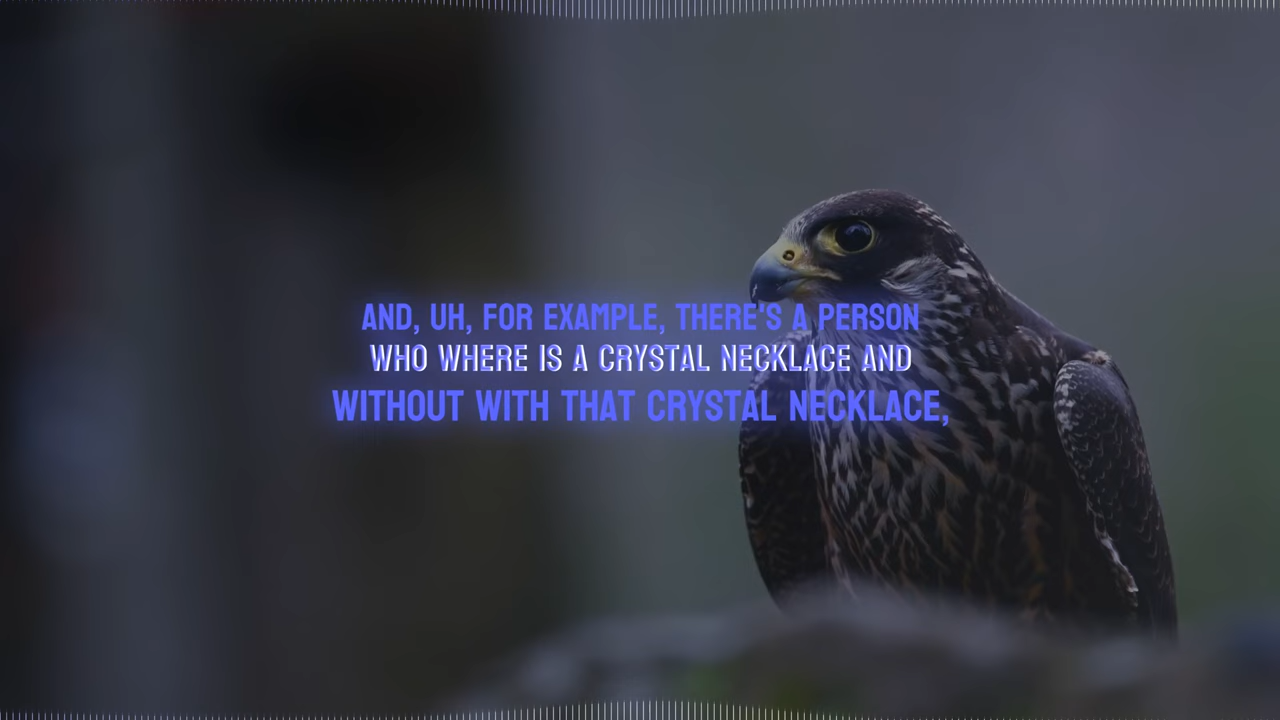 AND, UH, FOR EXAMPLE, THERE'S A PERSON
WHO WHERE IS A CRYSTAL NECKLACE AND
WITHOUT WITH THAT CRYSTAL NECKLACE,